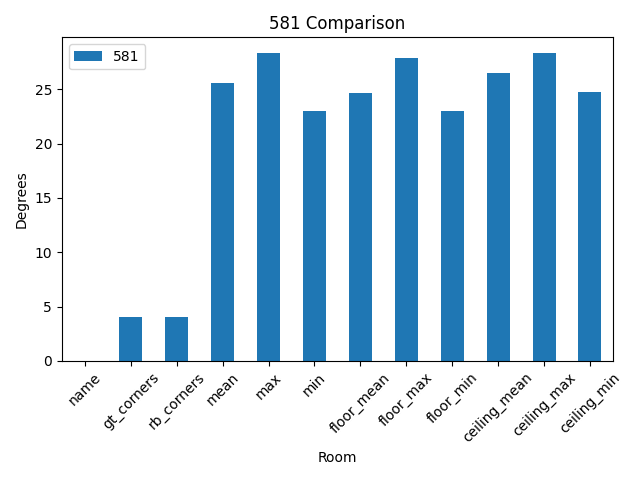 581 Comparison
581
Degrees
25
20
15
10
5
0
name
gt_corners
rb_corners
mean
max
min
floor_mean
floor_max
floor_min
ceiling_mean
ceiling_max
ceiling_min
Room